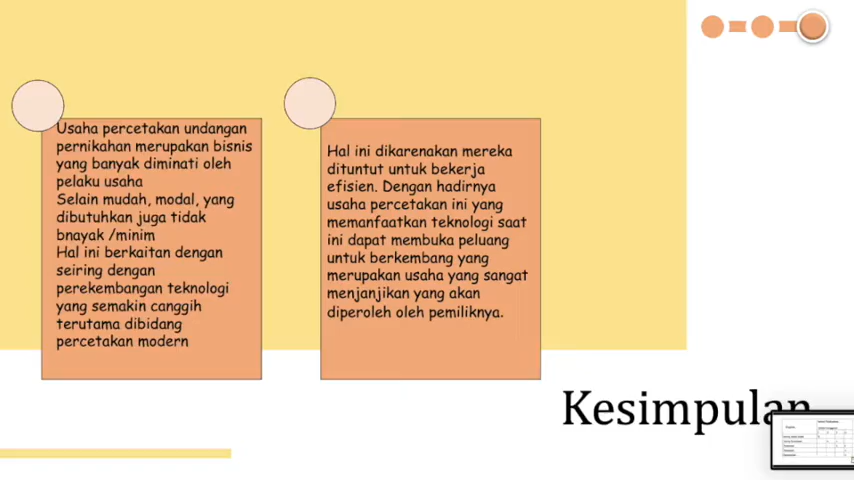 Usaha percetakan undangan
pernikahan merupakan bisnis
yang banyak diminati oleh
pelaku usaha
Selain mudah, modal, yang
dibutuhkan juga tidak
bnayak /minim
Hal ini berkaitan dengan
seiring dengan
perekembangan teknologi
yang semakin canggih
terutama dibidang
percetakan modern
Hal ini dikarenakan mereka
dituntut untuk bekerja
efisien. Dengan hadirnya
usaha percetakan ini yang
memanfaatkan teknologi saat
ini dapat membuka peluang
untuk berkembang yang
merupakan usaha yang sangat
menjanjikan yang akan
diperoleh oleh pemiliknya.
Kesimpulan